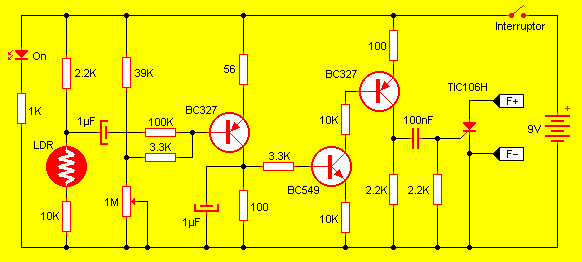 Interruptor
On
2.2K
39K
56
100
BC327
TIC106H
F+
1K
1µF
100K
BC327
10K
100nF
+
9V
LDR
3.3K
3.3K
BC549
F−
10K
1M
1µF
100
10K
2.2K
2.2K